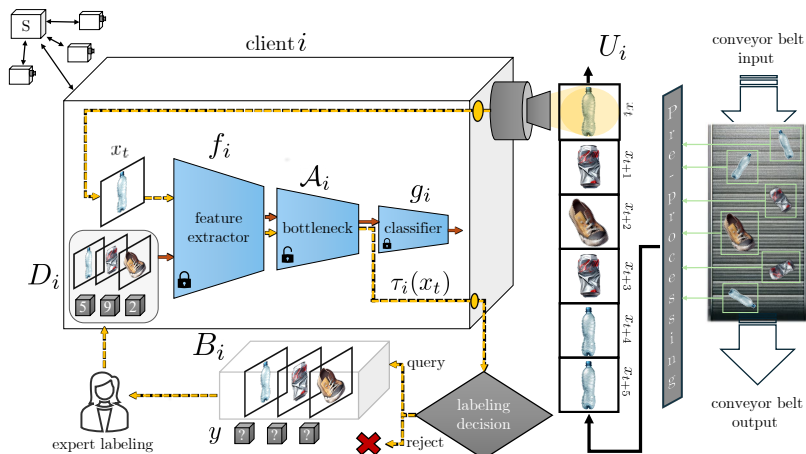 S
client i
U_i
conveyor belt
input
x_t
f_i
A_i
g_i
feature
extractor
bottleneck
classifier
D_i
5 9 2
τ_i(x_t)
x_t
x_{t+1}
x_{t+2}
x_{t+3}
x_{t+4}
x_{t+5}
pre-processing
B_i
query
labeling
decision
reject
y
? ? ?
expert labeling
conveyor belt
output